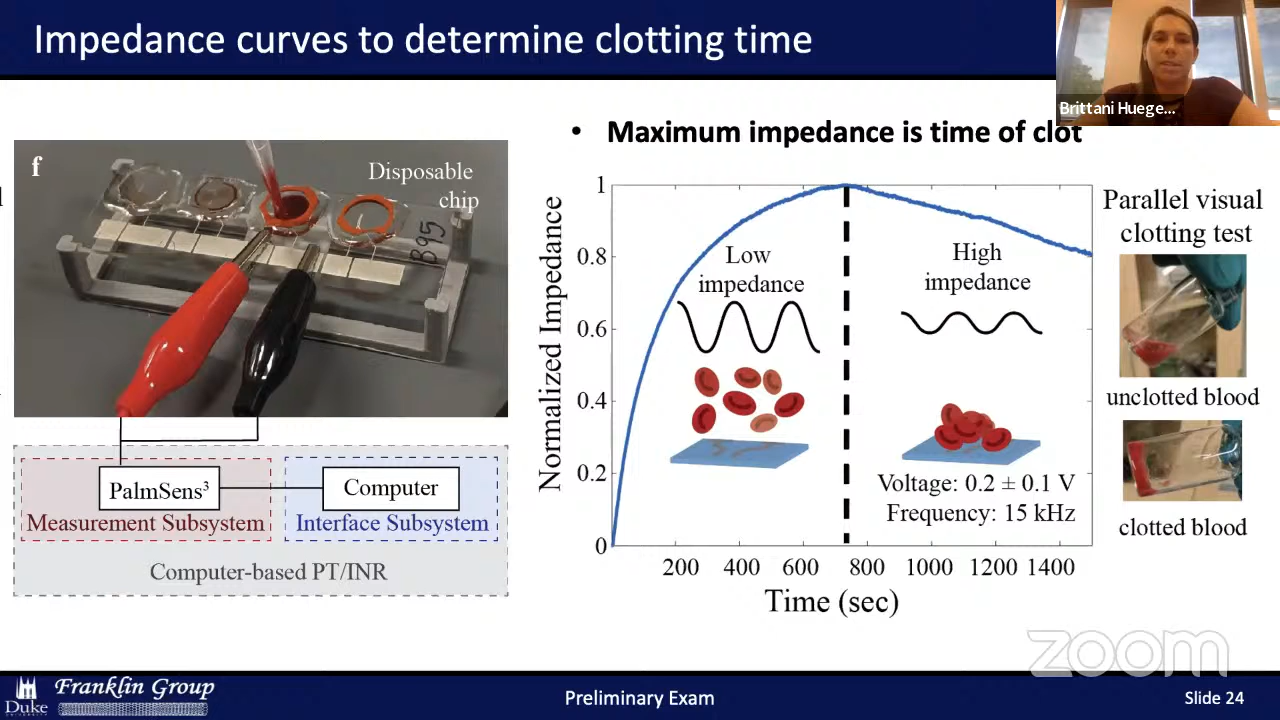 Impedance curves to determine clotting time
Brittani Huege...
• Maximum impedance is time of clot
f
Disposable
chip
B95
PalmSens³
Computer
Measurement Subsystem
Interface Subsystem
Computer-based PT/INR
Normalized Impedance
1
0.8
0.6
0.4
0.2
0
Low
impedance
High
impedance
Voltage: 0.2 ± 0.1 V
Frequency: 15 kHz
200 400 600 800 1000 1200 1400
Time (sec)
Parallel visual
clotting test
unclotted blood
clotted blood
zoom
Duke
Franklin Group
Preliminary Exam
Slide 24